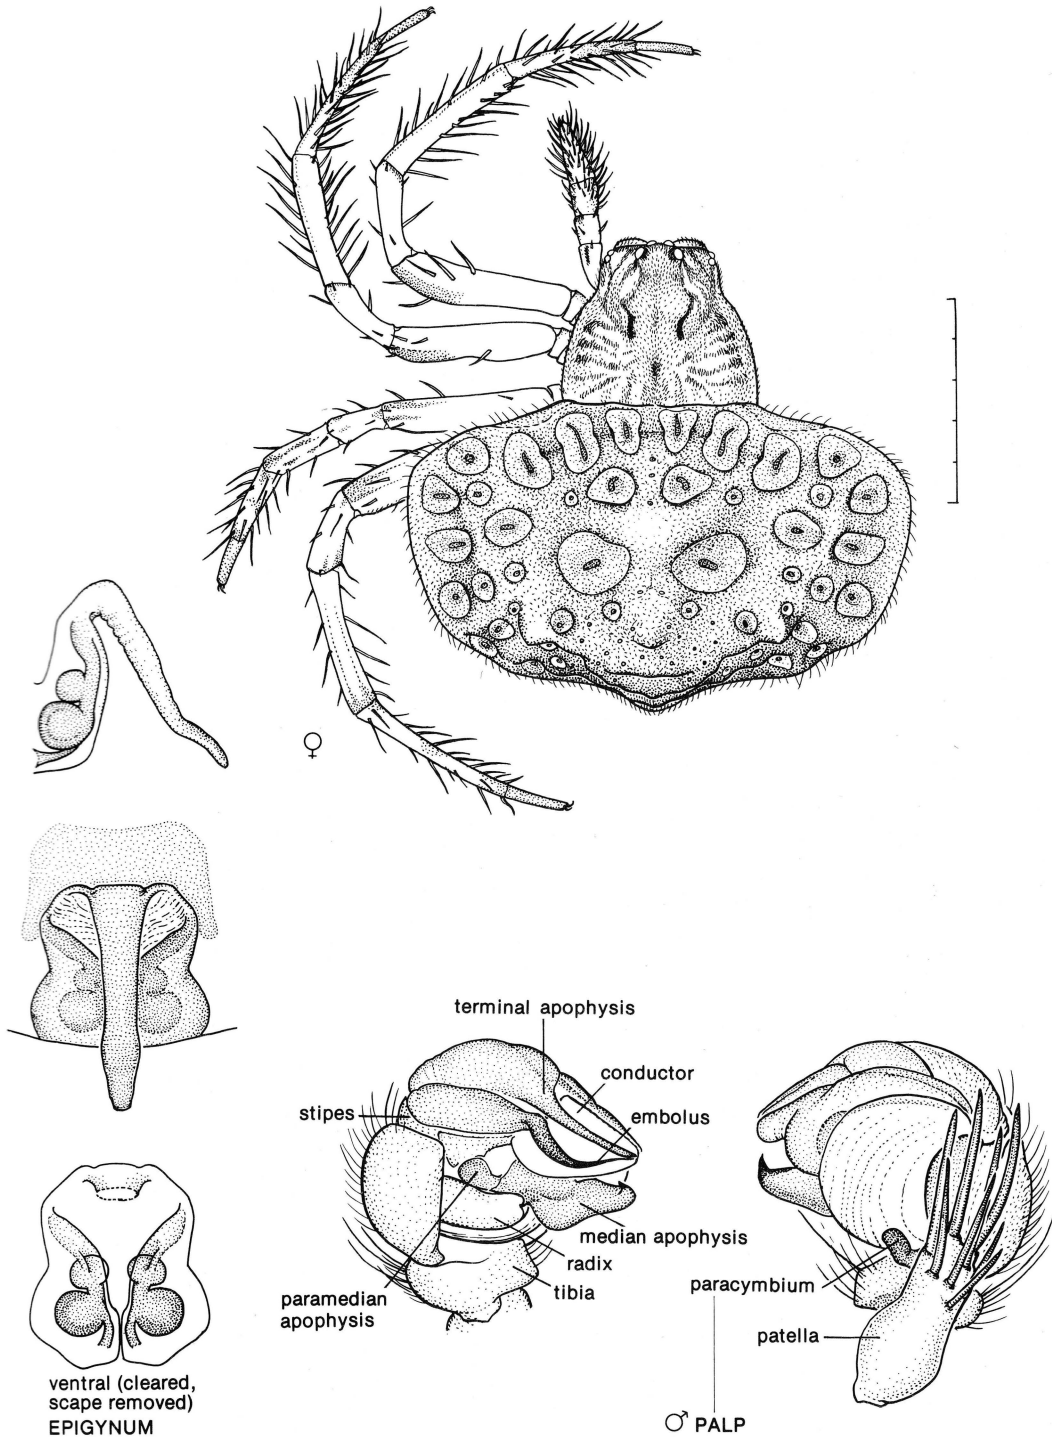 ♀
terminal apophysis
conductor
stipes
embolus
median apophysis
radix
tibia
paramedian
apophysis
paracymbium
patella
ventral (cleared,
scape removed)
EPIGYNUM
♂ PALP